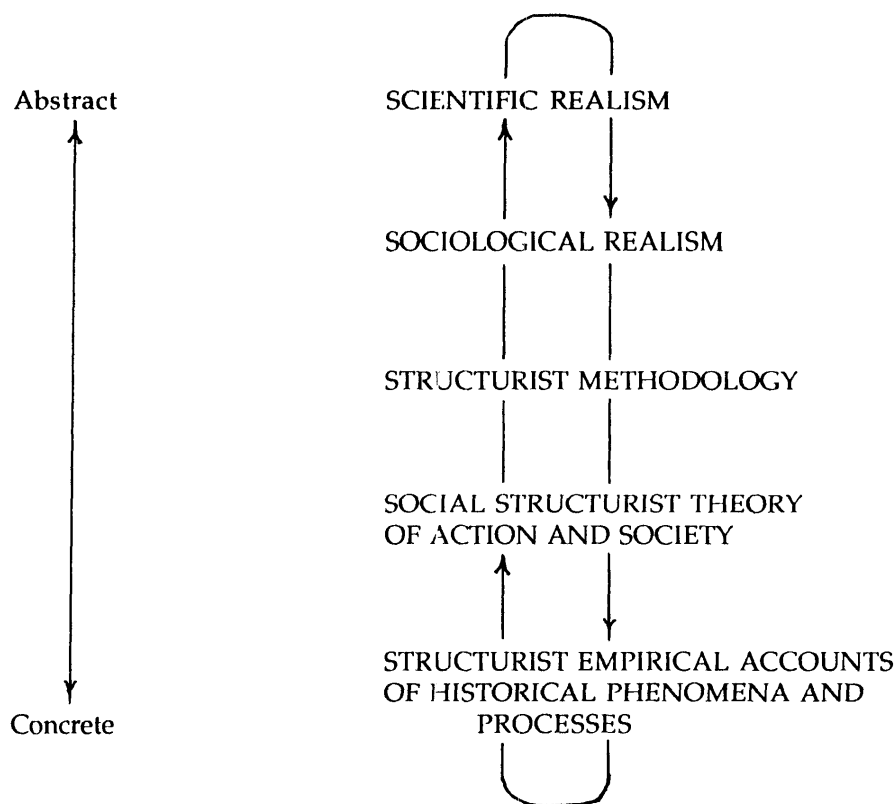 Abstract
SCIENTIFIC REALISM
SOCIOLOGICAL REALISM
STRUCTURIST METHODOLOGY
SOCIAL STRUCTURIST THEORY
OF ACTION AND SOCIETY
STRUCTURIST EMPIRICAL ACCOUNTS
OF HISTORICAL PHENOMENA AND
Concrete
PROCESSES